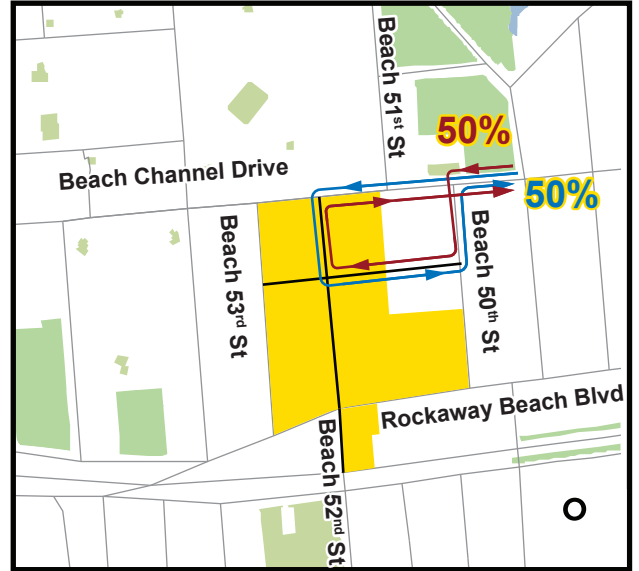 Beach 51st St
50%
Beach Channel Drive
50%
Beach 53rd St
Beach 50th St
Rockaway Beach Blvd
Beach 52nd St